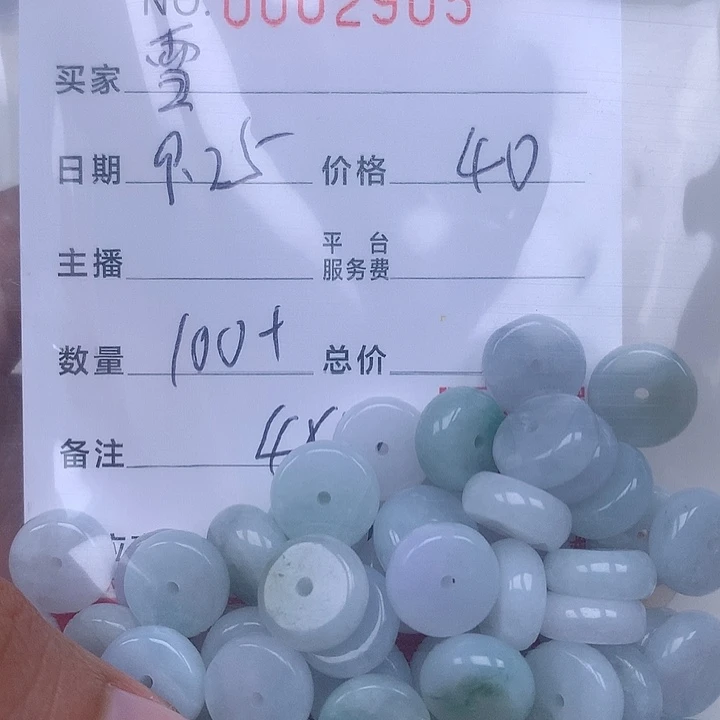 NO. 0002905
买家 雪
日期 9.25 价格 40
主播 平台服务费
数量 100+ 总价
备注 4X